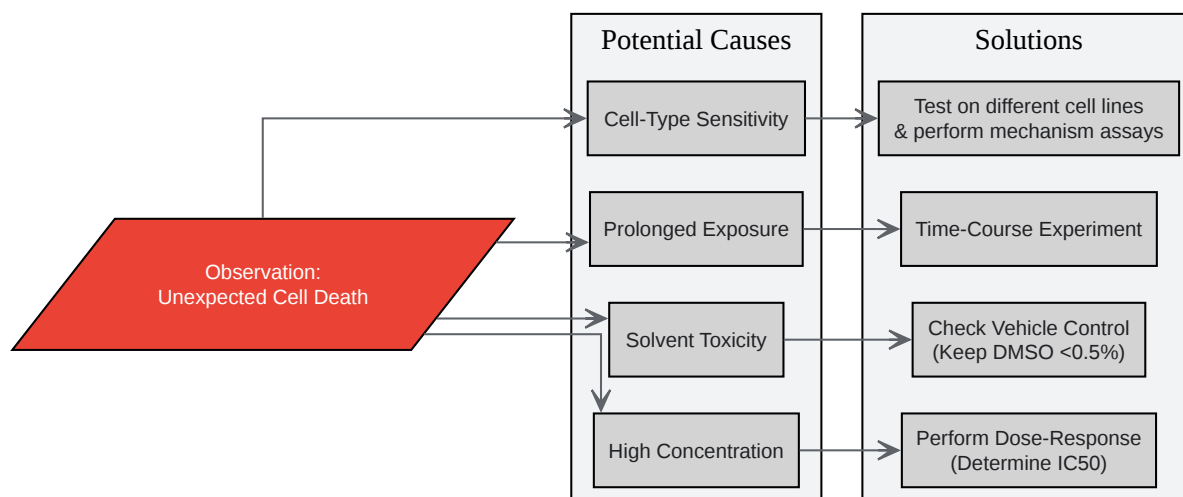 Potential Causes
Solutions
Cell-Type Sensitivity
Test on different cell lines
& perform mechanism assays
Prolonged Exposure
Time-Course Experiment
Observation:
Unexpected Cell Death
Solvent Toxicity
Check Vehicle Control
(Keep DMSO <0.5%)
High Concentration
Perform Dose-Response
(Determine IC50)